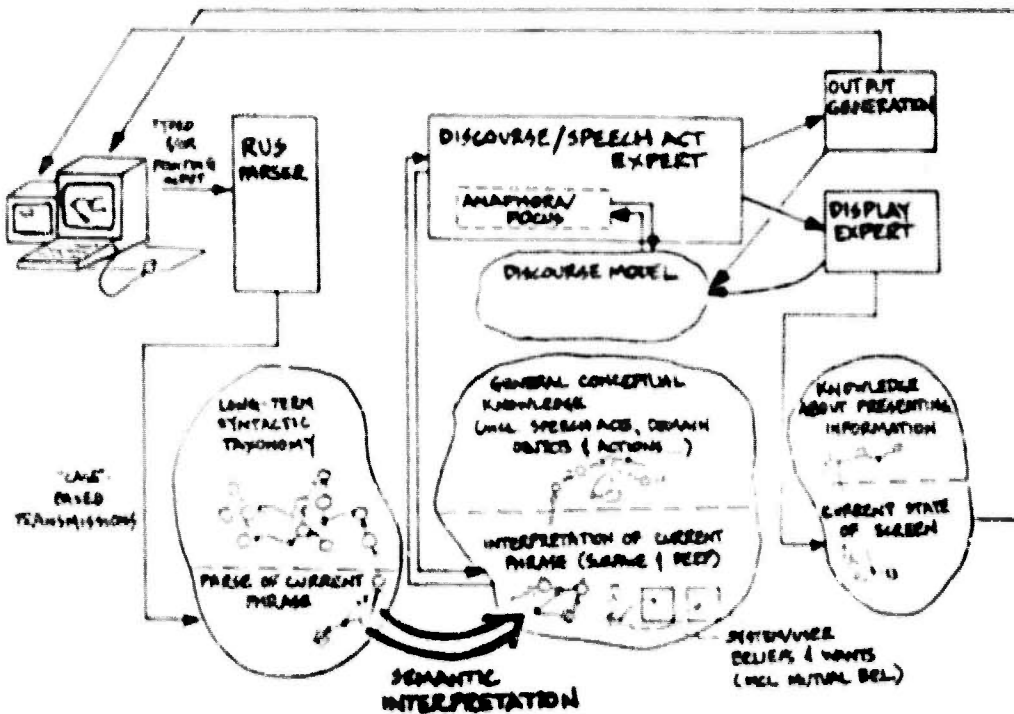 OUTPUT
GENERATION
TYPED
POINTING
INPUT
RUS
PARSER
DISCOURSE/SPEECH ACT
EXPERT
ANAPHORA/
FOCUS
DISPLAY
EXPERT
DISCOURSE MODEL
LONG-TERM
SYNTACTIC
TAXONOMY
GENERAL CONCEPTUAL
KNOWLEDGE
(INCL. SPEECH ACTS, DOMAIN
OBJECTS & ACTIONS ...)
KNOWLEDGE
ABOUT PRESENTING
INFORMATION
"CASE"
BASED
TRANSMISSIONS
CURRENT STATE
OF SCREEN
INTERPRETATION OF CURRENT
PHRASE (SURFACE & DEEP)
PARSE OF CURRENT
PHRASE
SYSTEM/USER
BELIEFS & WANTS
(INCL. MUTUAL BEL.)
SEMANTIC
INTERPRETATION